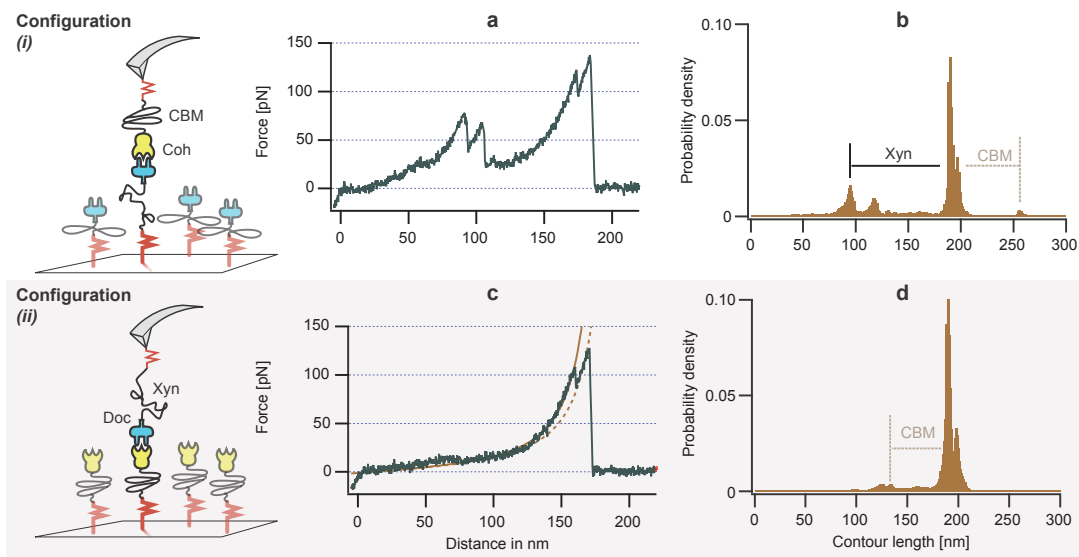 Configuration
(i)
CBM
Coh
a
Force [pN]
150
100
50
0
0
50
100
150
200
b
Probability density
0.10
0.05
0
0
50
100
150
200
250
300
Xyn
CBM
Configuration
(ii)
Xyn
Doc
c
Force [pN]
150
100
50
0
0
50
100
150
200
Distance in nm
d
Probability density
0.10
0.05
0
0
50
100
150
200
250
300
CBM
Contour length [nm]